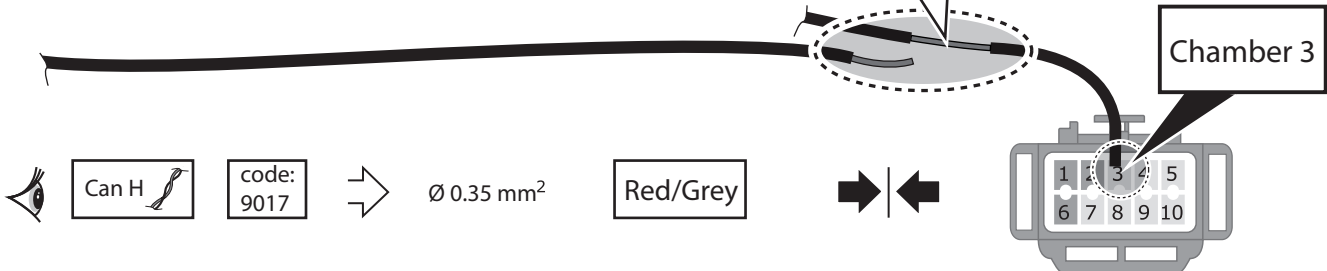 Chamber 3
Can H
code:
9017
Ø 0.35 mm²
Red/Grey
1 2 3 4 5
6 7 8 9 10